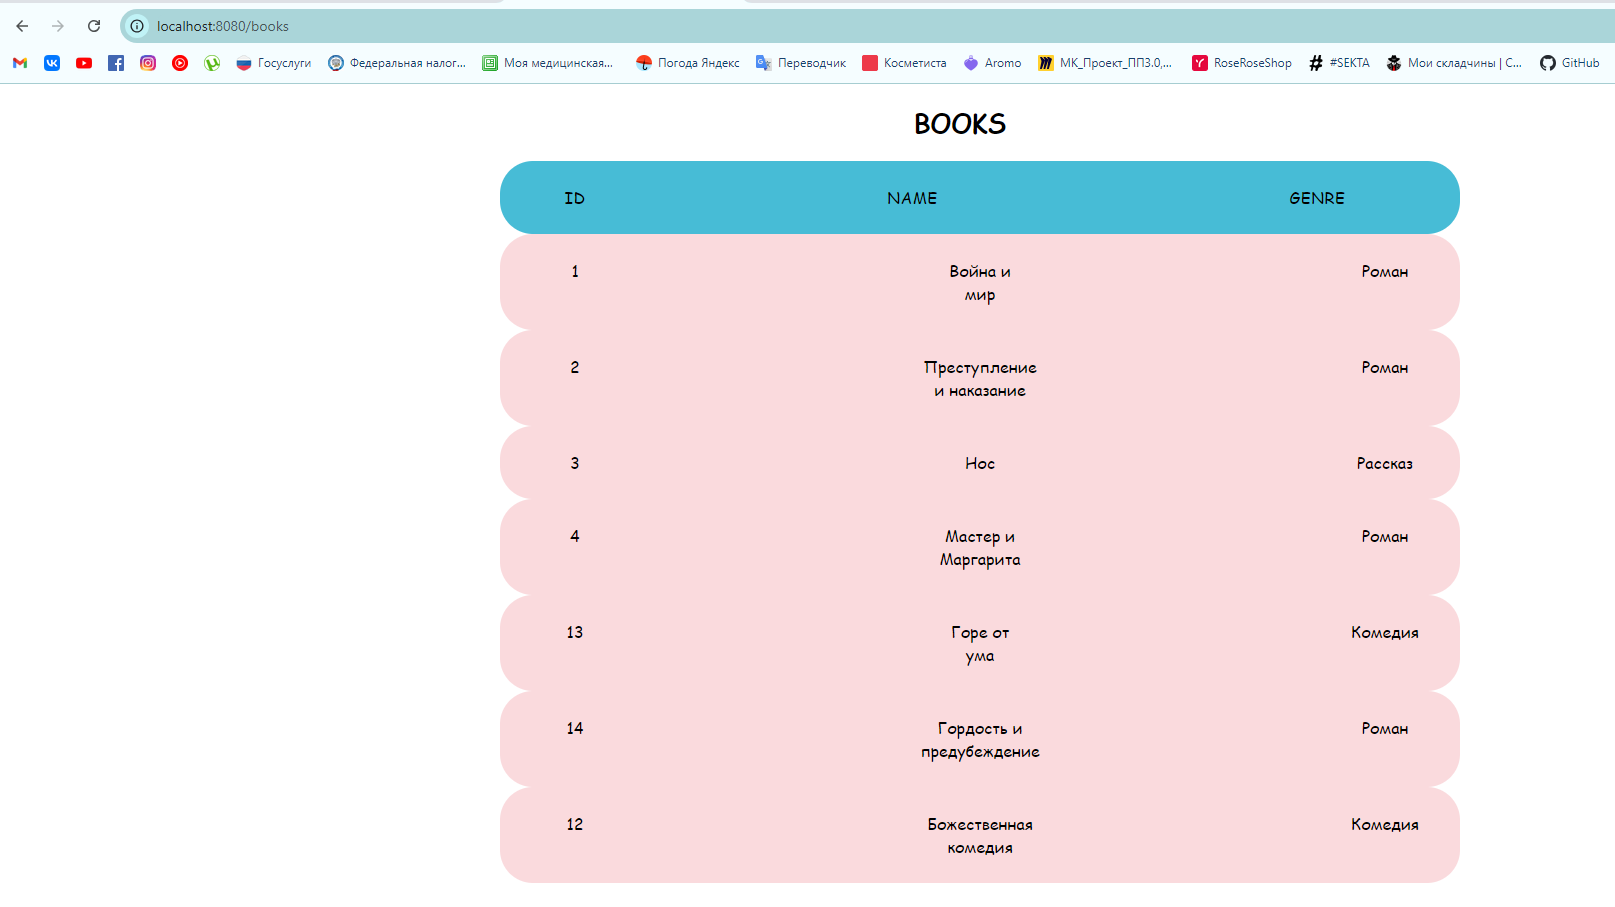 localhost:8080/books
Госуслуги Федеральная налог... Моя медицинская... Погода Яндекс Переводчик Косметиста Aromo МК_Проект_ПП3.0,... RoseRoseShop #SEKTA Мои складчины | С... GitHub
BOOKS
ID NAME GENRE
1 Война и Роман
мир
2 Преступление Роман
и наказание
3 Нос Рассказ
4 Мастер и Роман
Маргарита
13 Горе от Комедия
ума
14 Гордость и Роман
предубеждение
12 Божественная Комедия
комедия